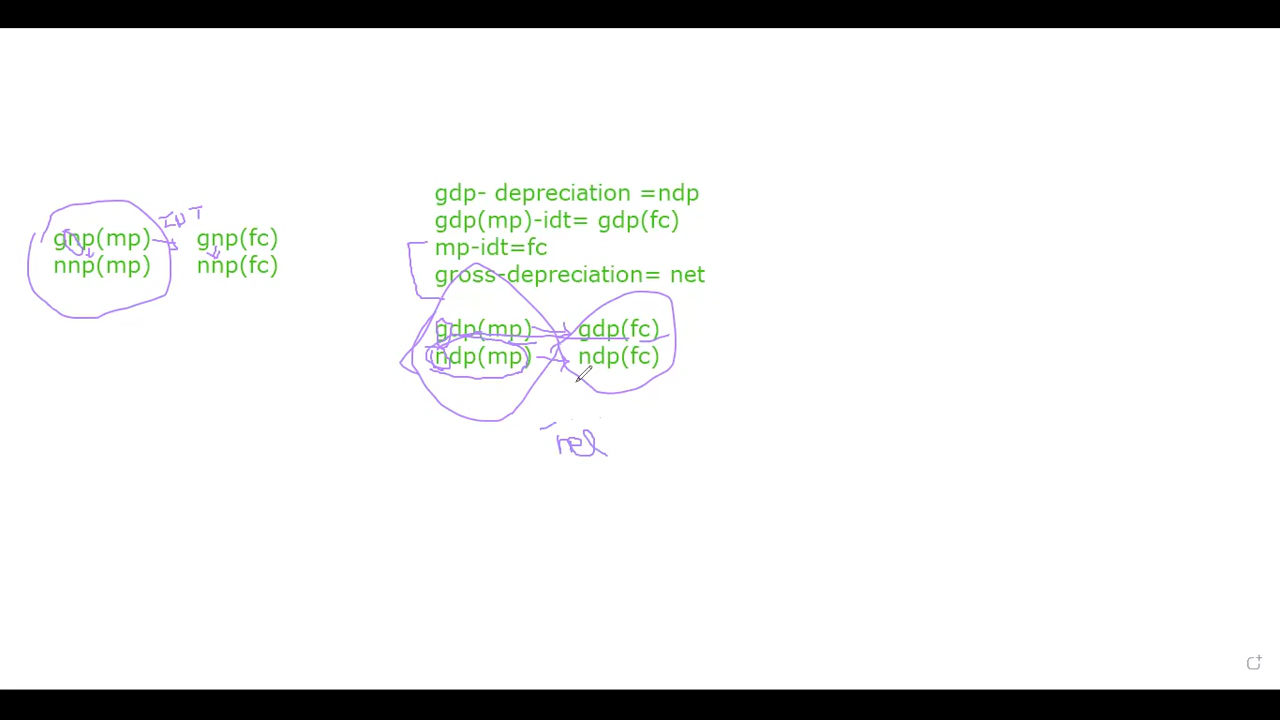 IDT
gnp(mp) gnp(fc)
nnp(mp) nnp(fc)
gdp- depreciation =ndp
gdp(mp)-idt= gdp(fc)
mp-idt=fc
gross-depreciation= net
gdp(mp) gdp(fc)
ndp(mp) ndp(fc)